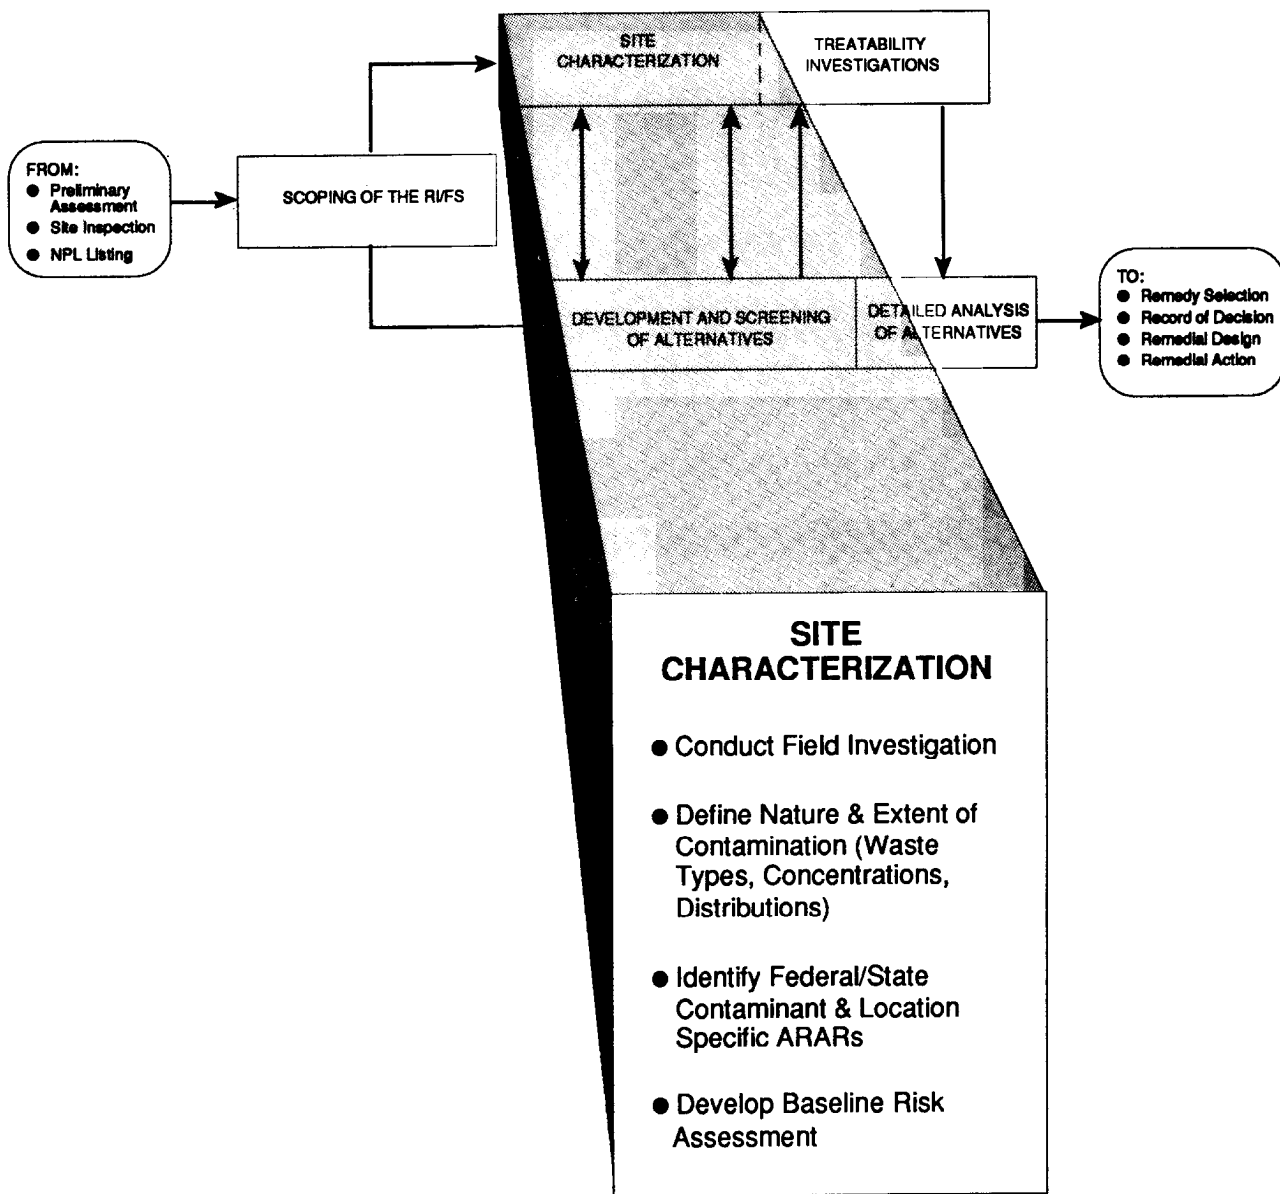 SITE
CHARACTERIZATION
TREATABILITY
INVESTIGATIONS
FROM:
● Preliminary
Assessment
● Site Inspection
● NPL Listing
SCOPING OF THE RI/FS
DEVELOPMENT AND SCREENING
OF ALTERNATIVES
DETAILED ANALYSIS
OF ALTERNATIVES
TO:
● Remedy Selection
● Record of Decision
● Remedial Design
● Remedial Action
SITE
CHARACTERIZATION
● Conduct Field Investigation
● Define Nature & Extent of
Contamination (Waste
Types, Concentrations,
Distributions)
● Identify Federal/State
Contaminant & Location
Specific ARARs
● Develop Baseline Risk
Assessment